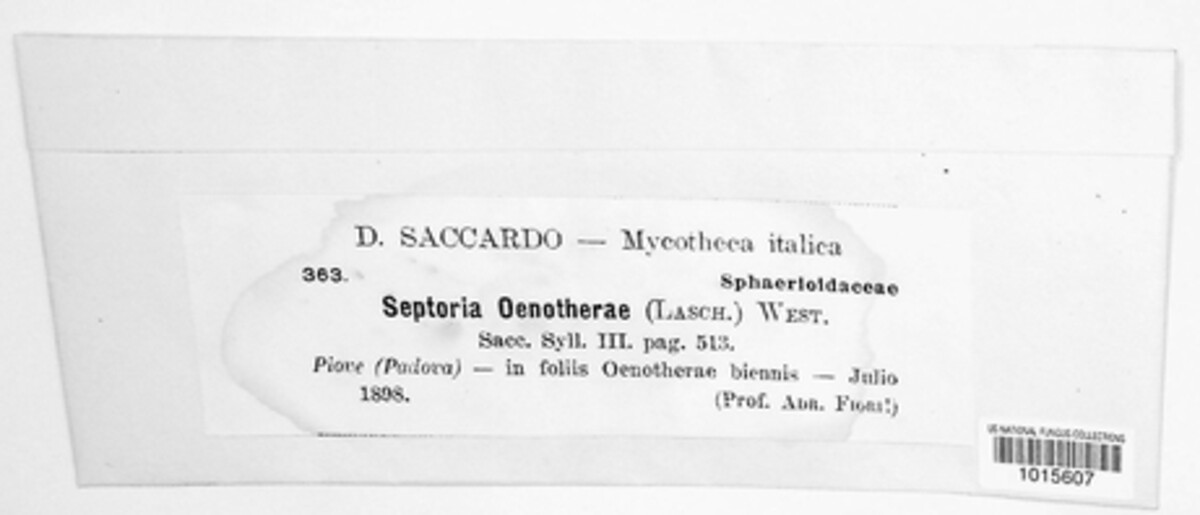 D. SACCARDO — Mycotheca italica
363. Sphaerioidaceae
Septoria Oenotherae (LASCH.) WEST.
Sacc. Syll. III. pag. 513.
Piove (Padova) — in foliis Oenotherae biennis — Julio
1898. (Prof. ADR. FIORI!)
US NATIONAL FUNGUS COLLECTIONS
1015607